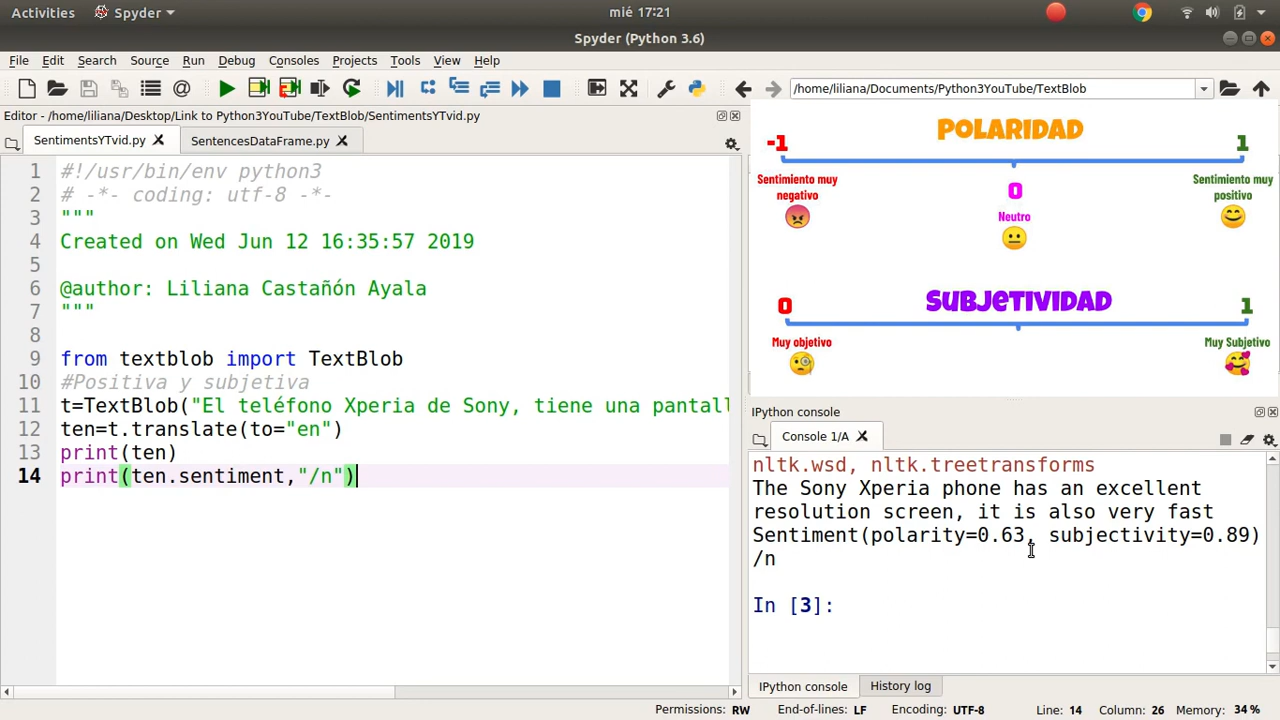 Activities Spyder mié 17:21
Spyder (Python 3.6)
File Edit Search Source Run Debug Consoles Projects Tools View Help
/home/liliana/Documents/Python3YouTube/TextBlob
Editor - /home/liliana/Desktop/Link to Python3YouTube/TextBlob/SentimentsYTvid.py
SentimentsYTvid.py SentencesDataFrame.py
1 #!/usr/bin/env python3
2 # -*- coding: utf-8 -*-
3 """
4 Created on Wed Jun 12 16:35:57 2019
5
6 @author: Liliana Castañón Ayala
7 """
8
9 from textblob import TextBlob
10 #Positiva y subjetiva
11 t=TextBlob("El teléfono Xperia de Sony, tiene una pantall
12 ten=t.translate(to="en")
13 print(ten)
14 print(ten.sentiment,"/n")
POLARIDAD
-1 1
Sentimiento muy negativo
0
Neutro
Sentimiento muy positivo
SUBJETIVIDAD
0 1
Muy objetivo Muy Subjetivo
IPython console
Console 1/A
nltk.wsd, nltk.treetransforms
The Sony Xperia phone has an excellent
resolution screen, it is also very fast
Sentiment(polarity=0.63, subjectivity=0.89)
/n
In [3]:
IPython console History log
Permissions: RW End-of-lines: LF Encoding: UTF-8 Line: 14 Column: 26 Memory: 34 %